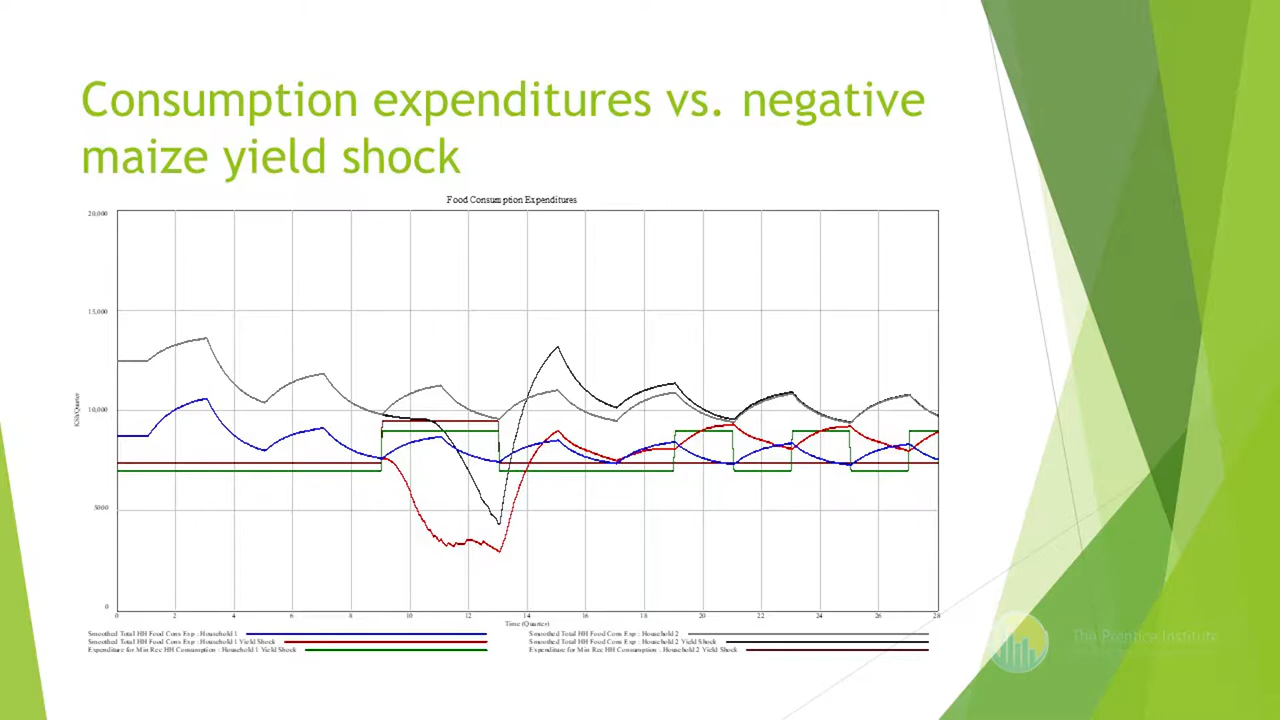 Consumption expenditures vs. negative
maize yield shock
Food Consumption Expenditures
20,000
15,000
10,000
5000
0
KSh/Quarter
0 2 4 6 8 10 12 14 16 18 20 22 24 26 28
Time (Quarter)
Smoothed Total HH Food Cons Exp : Household 1
Smoothed Total HH Food Cons Exp : Household 1 Yield Shock
Expenditure for Min Rec HH Consumption : Household 1 Yield Shock
Smoothed Total HH Food Cons Exp : Household 2
Smoothed Total HH Food Cons Exp : Household 2 Yield Shock
Expenditure for Min Rec HH Consumption : Household 2 Yield Shock
The Prontica Institute